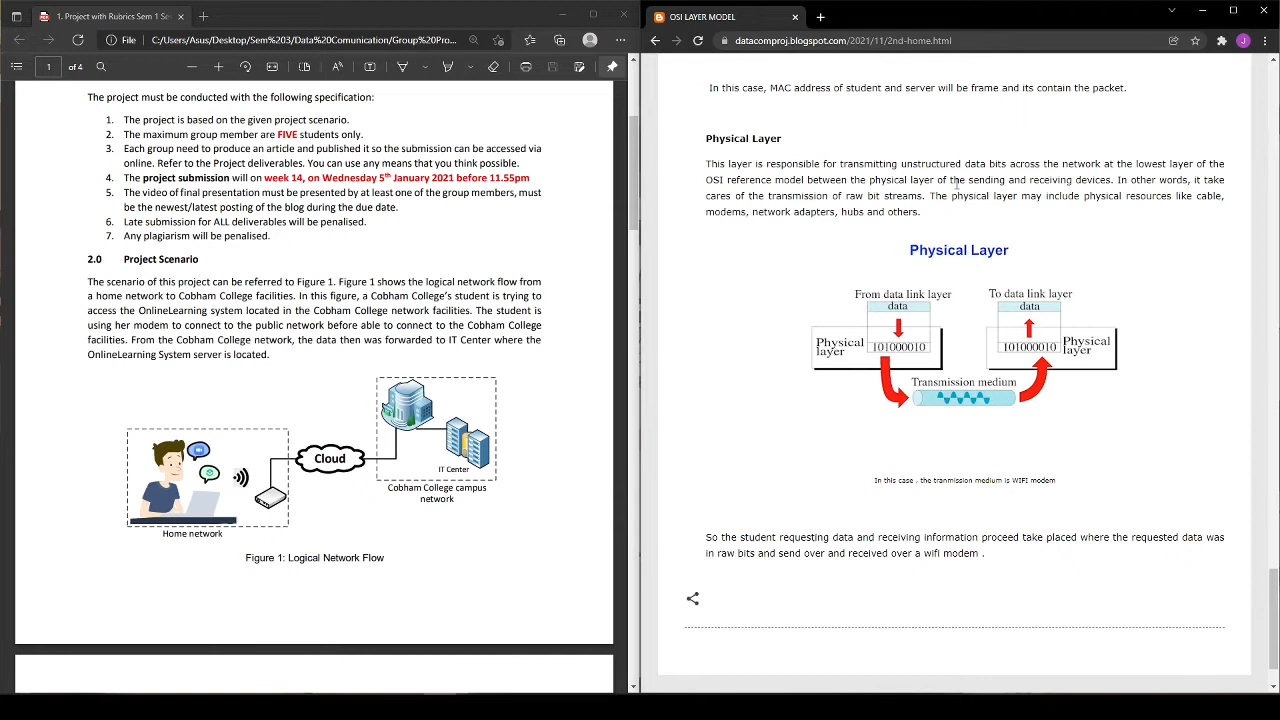 1. Project with Rubrics Sem 1 Se
File
C:/Users/Asus/Desktop/Sem%203/Data%20Comunication/Group%20Pro...
1 of 4
The project must be conducted with the following specification:
1. The project is based on the given project scenario.
2. The maximum group member are FIVE students only.
3. Each group need to produce an article and published it so the submission can be accessed via
online. Refer to the Project deliverables. You can use any means that you think possible.
4. The project submission will on week 14, on Wednesday 5th January 2021 before 11.55pm
5. The video of final presentation must be presented by at least one of the group members, must
be the newest/latest posting of the blog during the due date.
6. Late submission for ALL deliverables will be penalised.
7. Any plagiarism will be penalised.
2.0 Project Scenario
The scenario of this project can be referred to Figure 1. Figure 1 shows the logical network flow from
a home network to Cobham College facilities. In this figure, a Cobham College's student is trying to
access the OnlineLearning system located in the Cobham College network facilities. The student is
using her modem to connect to the public network before able to connect to the Cobham College
facilities. From the Cobham College network, the data then was forwarded to IT Center where the
OnlineLearning System server is located.
Cloud
IT Center
Cobham College campus
network
Home network
Figure 1: Logical Network Flow
OSI LAYER MODEL
datacomproj.blogspot.com/2021/11/2nd-home.html
J
In this case, MAC address of student and server will be frame and its contain the packet.
Physical Layer
This layer is responsible for transmitting unstructured data bits across the network at the lowest layer of the
OSI reference model between the physical layer of the sending and receiving devices. In other words, it take
cares of the transmission of raw bit streams. The physical layer may include physical resources like cable,
modems, network adapters, hubs and others.
Physical Layer
From data link layer
To data link layer
data
data
Physical
layer
101000010
101000010
Physical
layer
Transmission medium
In this case , the tranmission medium is WIFI modem
So the student requesting data and receiving information proceed take placed where the requested data was
in raw bits and send over and received over a wifi modem .